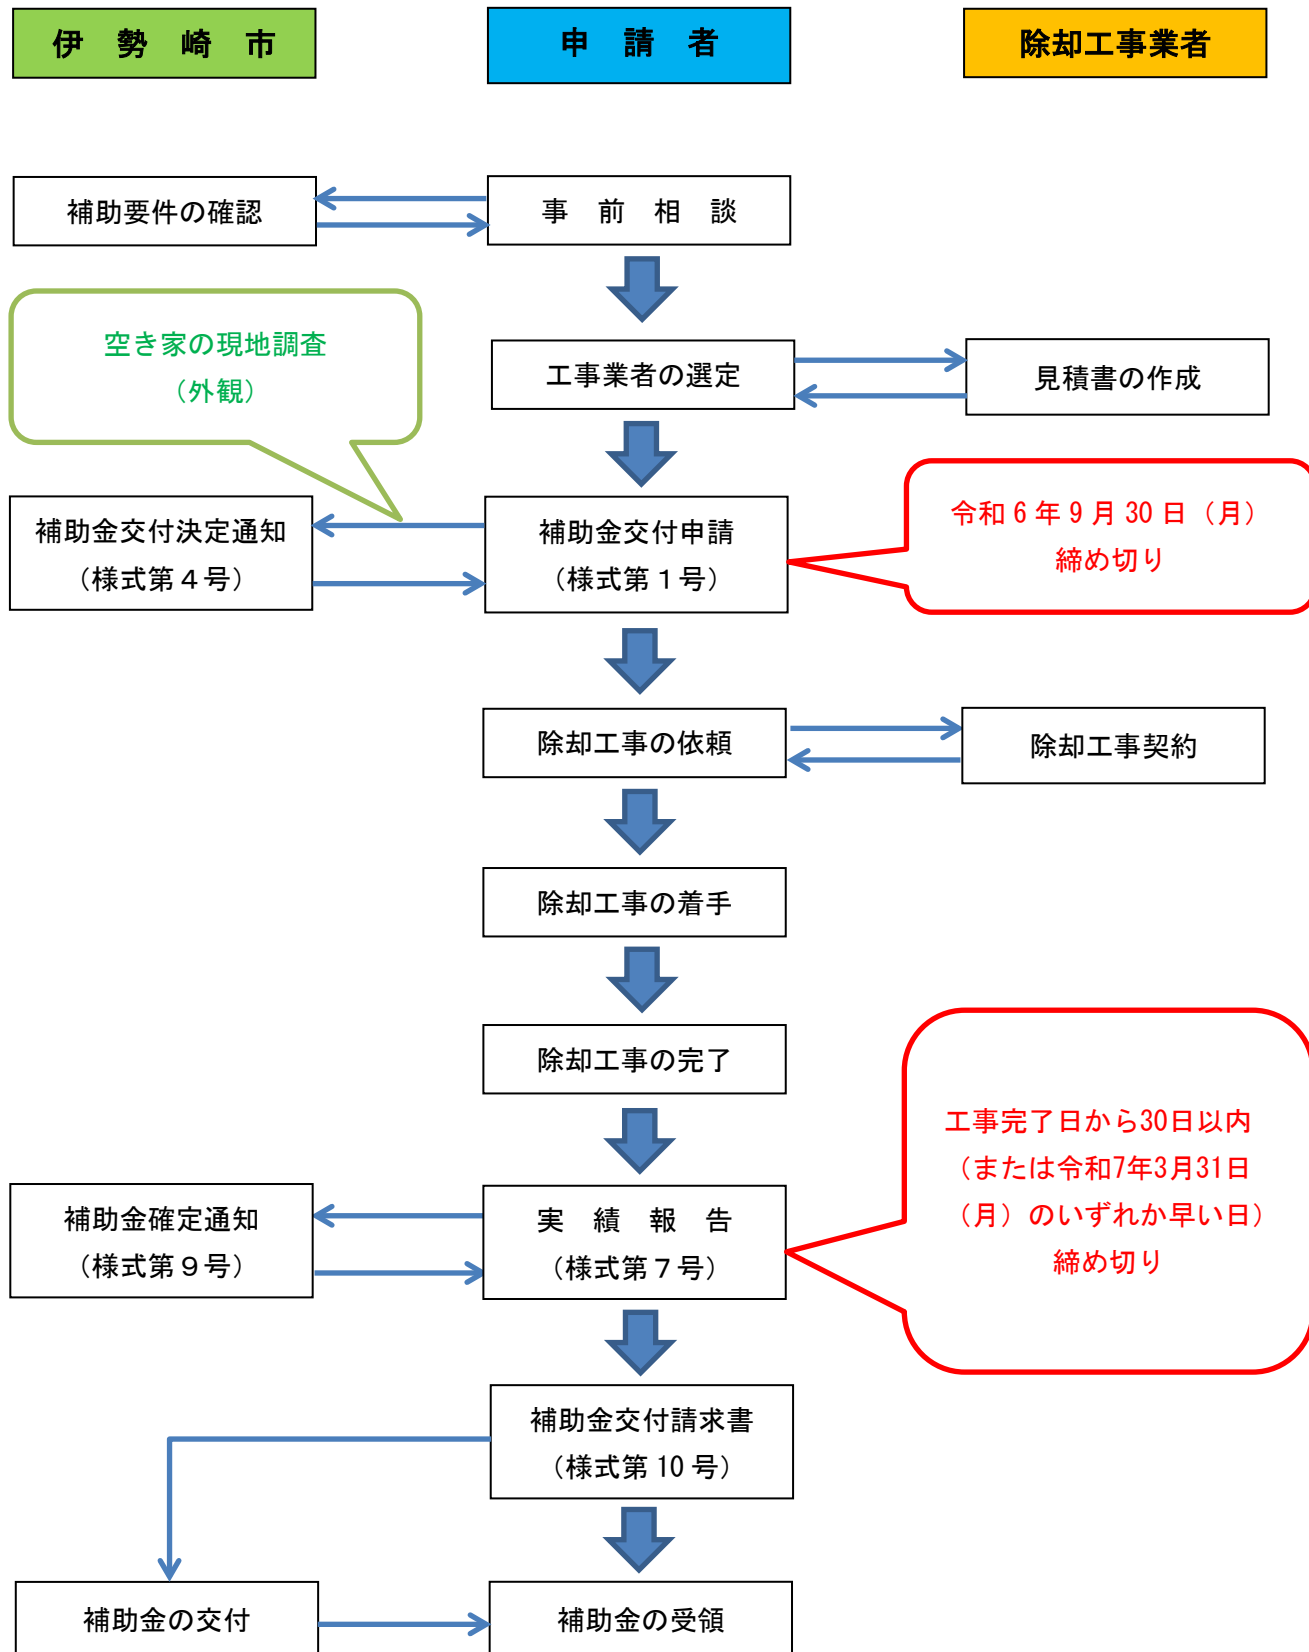 伊　勢　崎　市
申　請　者
除却工事業者
補助要件の確認
事　前　相　談
空き家の現地調査
（外観）
工事業者の選定
見積書の作成
補助金交付決定通知
（様式第４号）
補助金交付申請
（様式第１号）
令和 6 年 9 月 30 日（月）
締め切り
除却工事の依頼
除却工事契約
除却工事の着手
除却工事の完了
工事完了日から30日以内
（または令和7年3月31日
（月）のいずれか早い日）
締め切り
補助金確定通知
（様式第９号）
実　績　報　告
（様式第７号）
補助金交付請求書
（様式第 10 号）
補助金の交付
補助金の受領